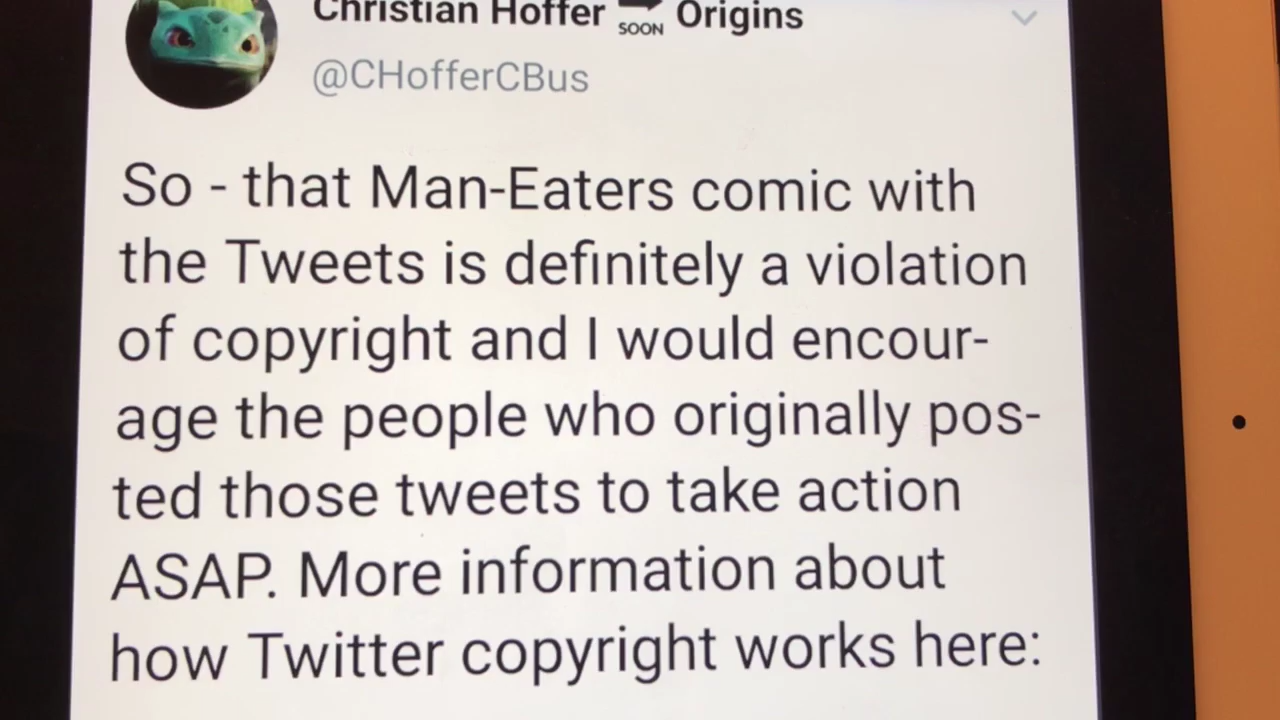 Christian Hoffer SOON Origins
@CHofferCBus
So - that Man-Eaters comic with
the Tweets is definitely a violation
of copyright and I would encour-
age the people who originally pos-
ted those tweets to take action
ASAP. More information about
how Twitter copyright works here: